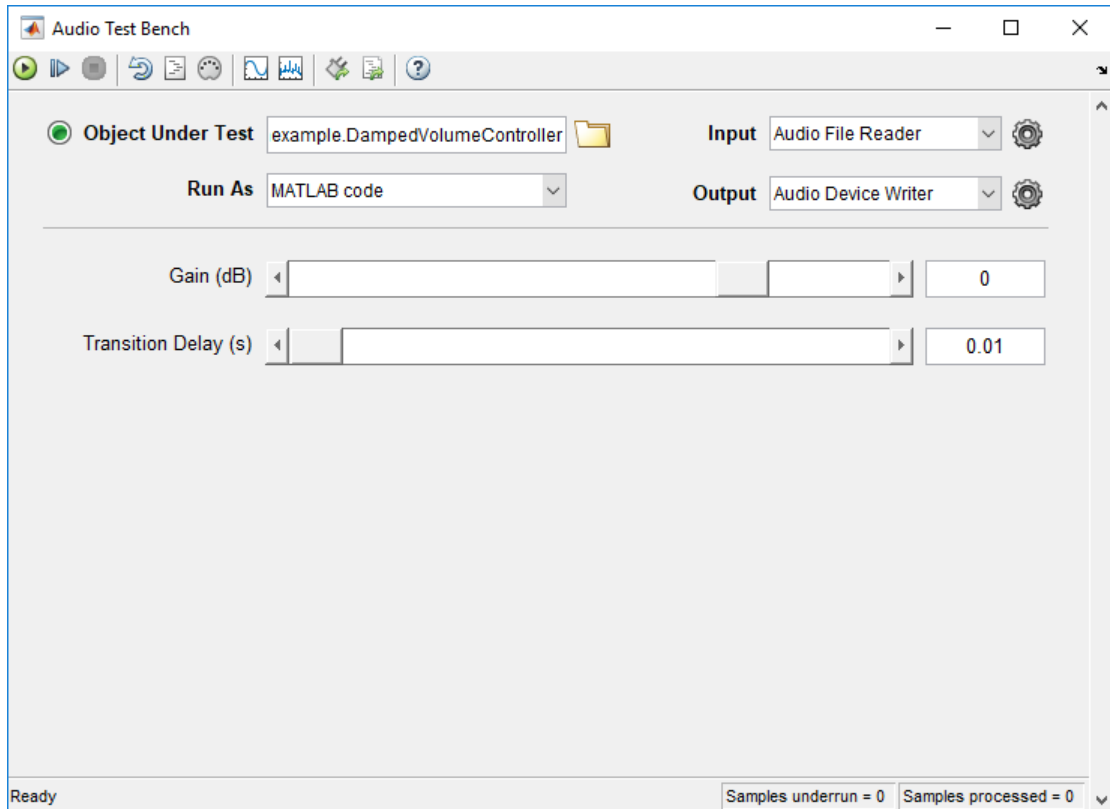 Audio Test Bench
Object Under Test example.DampedVolumeController Input Audio File Reader
Run As MATLAB code Output Audio Device Writer
Gain (dB) 0
Transition Delay (s) 0.01
Ready Samples underrun = 0 Samples processed = 0